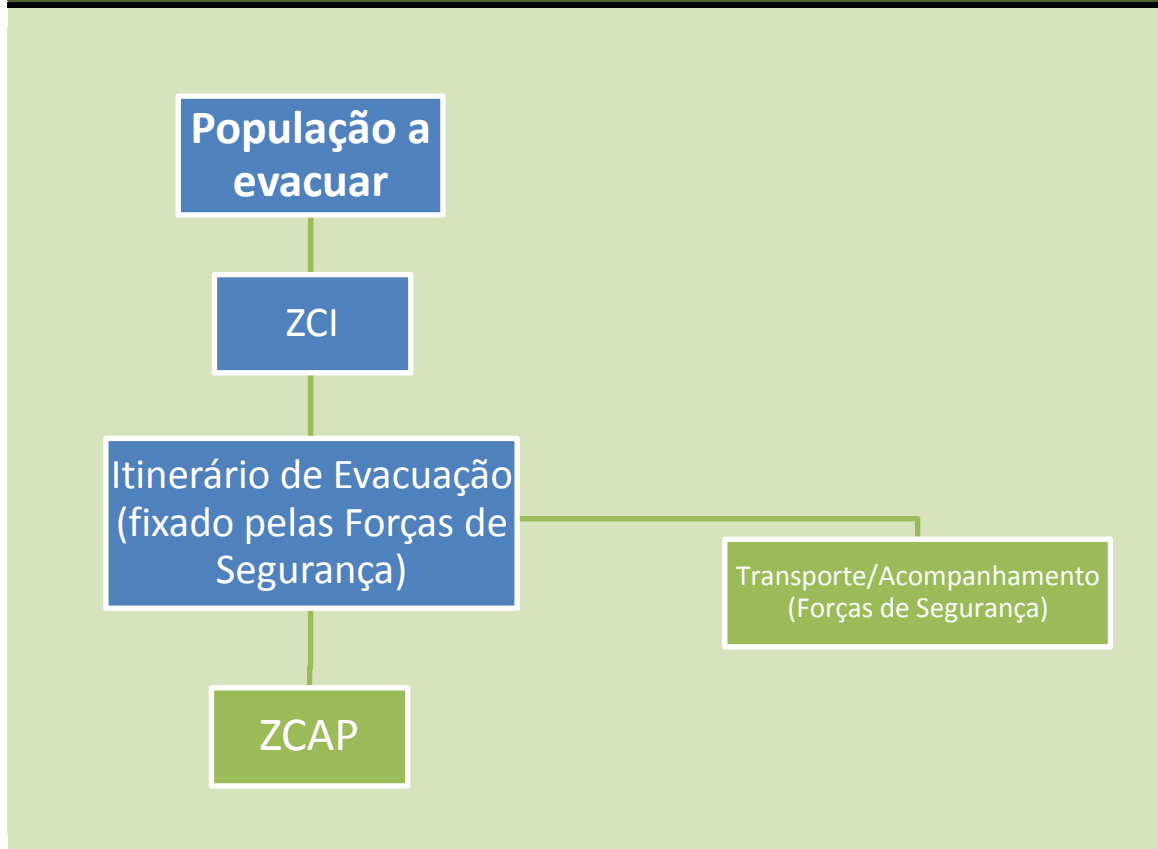 População a
evacuar
ZCI
Itinerário de Evacuação
(fixado pelas Forças de
Segurança)
Transporte/Acompanhamento
(Forças de Segurança)
ZCAP